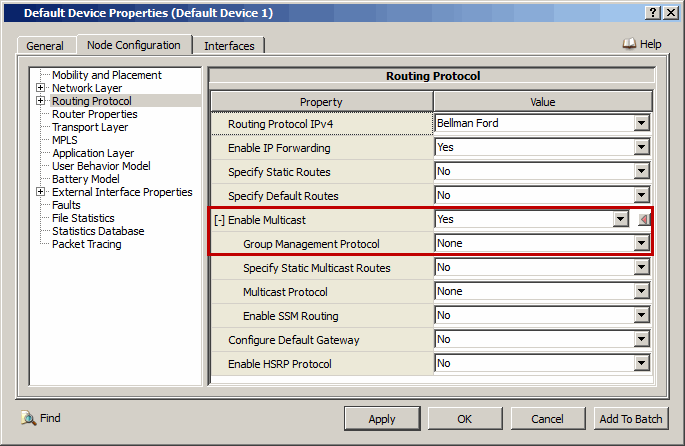 Default Device Properties (Default Device 1)
General Node Configuration Interfaces Help
Mobility and Placement
Network Layer
Routing Protocol
Router Properties
Transport Layer
MPLS
Application Layer
User Behavior Model
Battery Model
External Interface Properties
Faults
File Statistics
Statistics Database
Packet Tracing
Routing Protocol
Property Value
Routing Protocol IPv4 Bellman Ford
Enable IP Forwarding Yes
Specify Static Routes No
Specify Default Routes No
[-] Enable Multicast Yes
Group Management Protocol None
Specify Static Multicast Routes No
Multicast Protocol None
Enable SSM Routing No
Configure Default Gateway No
Enable HSRP Protocol No
Find Apply OK Cancel Add To Batch